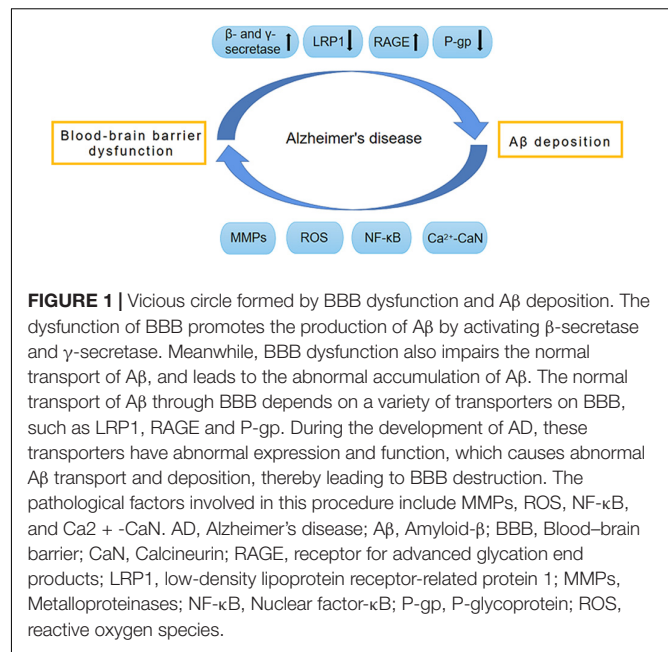 β- and γ-
secretase ↑
LRP1 ↓
RAGE ↑
P-gp ↓
Blood-brain barrier
dysfunction
Alzheimer's disease
Aβ deposition
MMPs
ROS
NF-κB
Ca²⁺-CaN
FIGURE 1 | Vicious circle formed by BBB dysfunction and Aβ deposition. The
dysfunction of BBB promotes the production of Aβ by activating β-secretase
and γ-secretase. Meanwhile, BBB dysfunction also impairs the normal
transport of Aβ, and leads to the abnormal accumulation of Aβ. The normal
transport of Aβ through BBB depends on a variety of transporters on BBB,
such as LRP1, RAGE and P-gp. During the development of AD, these
transporters have abnormal expression and function, which causes abnormal
Aβ transport and deposition, thereby leading to BBB destruction. The
pathological factors involved in this procedure include MMPs, ROS, NF-κB,
and Ca2 + -CaN. AD, Alzheimer's disease; Aβ, Amyloid-β; BBB, Blood–brain
barrier; CaN, Calcineurin; RAGE, receptor for advanced glycation end
products; LRP1, low-density lipoprotein receptor-related protein 1; MMPs,
Metalloproteinases; NF-κB, Nuclear factor-κB; P-gp, P-glycoprotein; ROS,
reactive oxygen species.